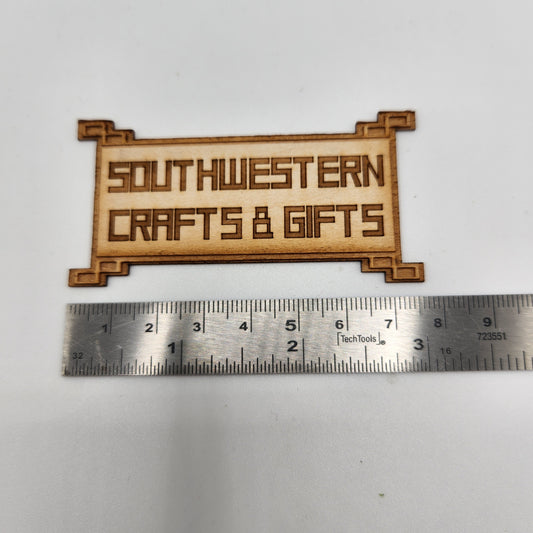 SOUTHWESTERN
CRAFTS & GIFTS
1 2 3 4 5 6 7 8 9
32 1 2 TechTools 3 16 723551